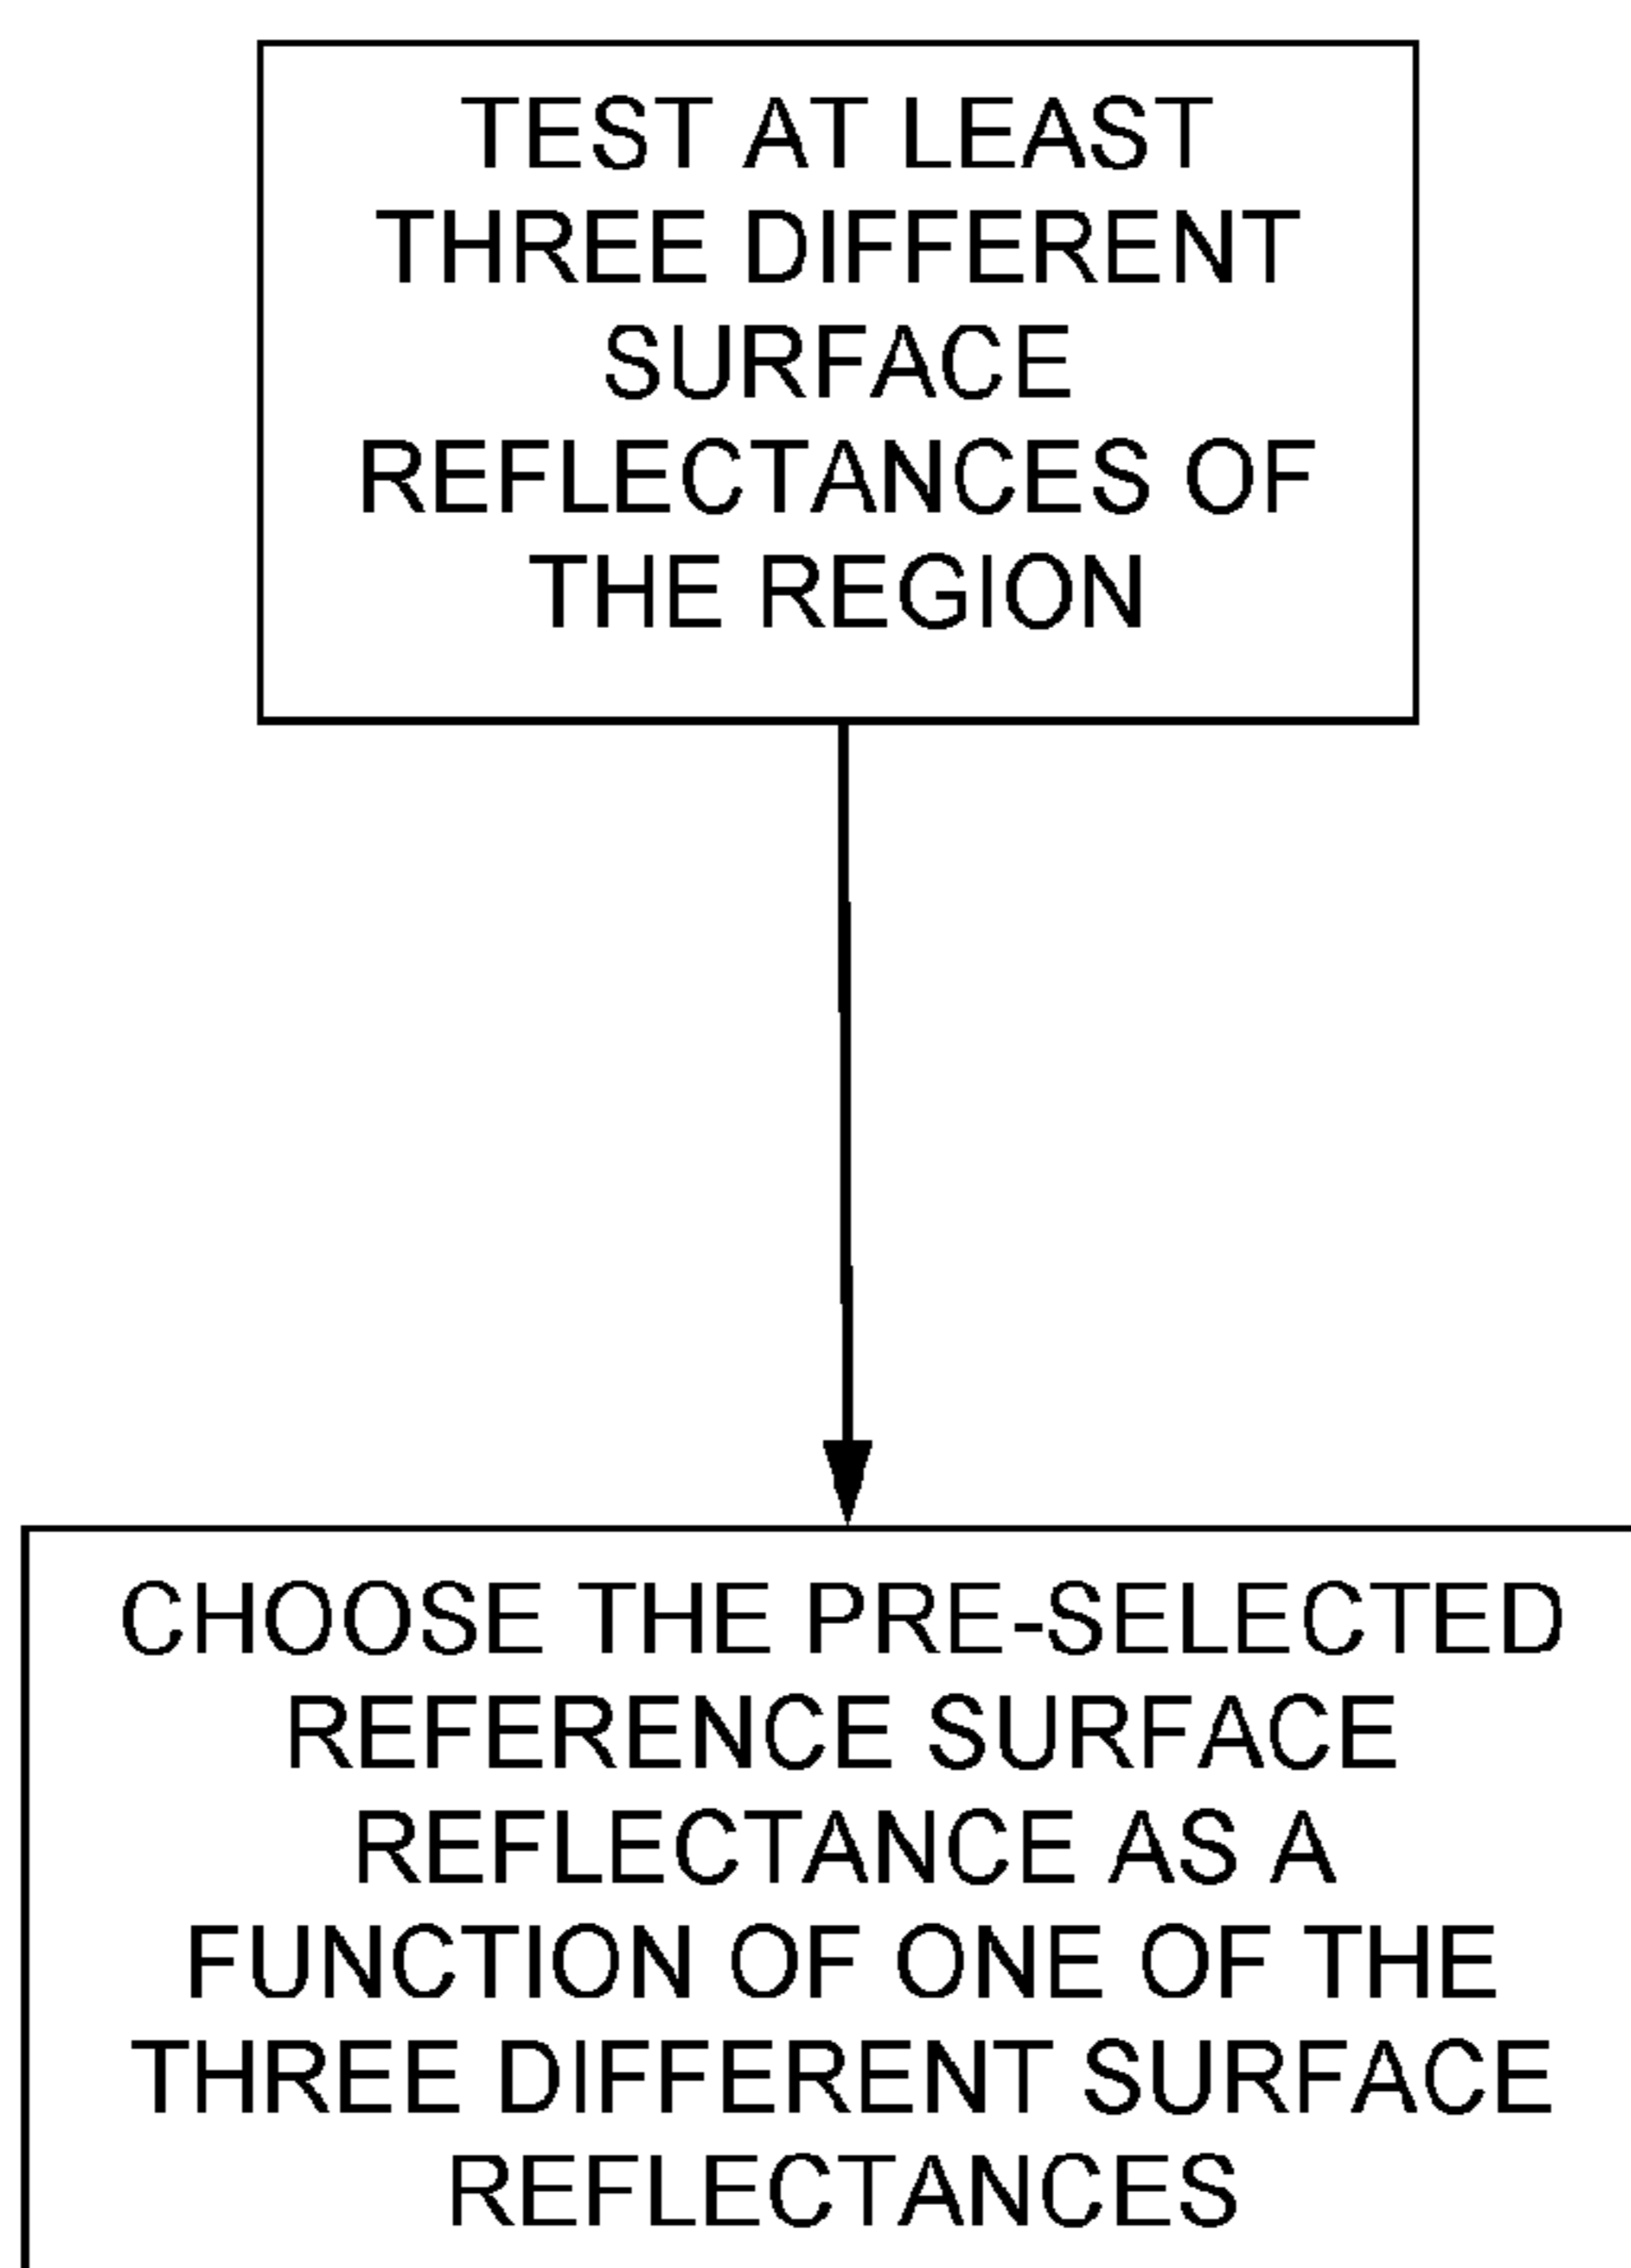 TEST AT LEAST
THREE DIFFERENT
SURFACE
REFLECTANCES OF
THE REGION
CHOOSE THE PRE-SELECTED
REFERENCE SURFACE
REFLECTANCE AS A
FUNCTION OF ONE OF THE
THREE DIFFERENT SURFACE
REFLECTANCES